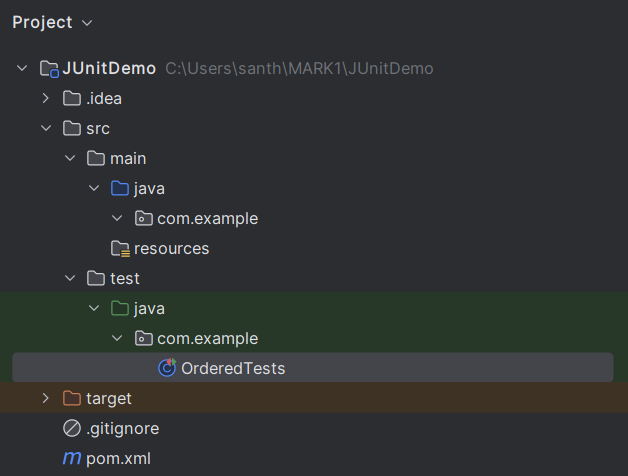 Project
JUnitDemo C:\Users\santh\MARK1\JUnitDemo
.idea
src
main
java
com.example
resources
test
java
com.example
OrderedTests
target
.gitignore
pom.xml